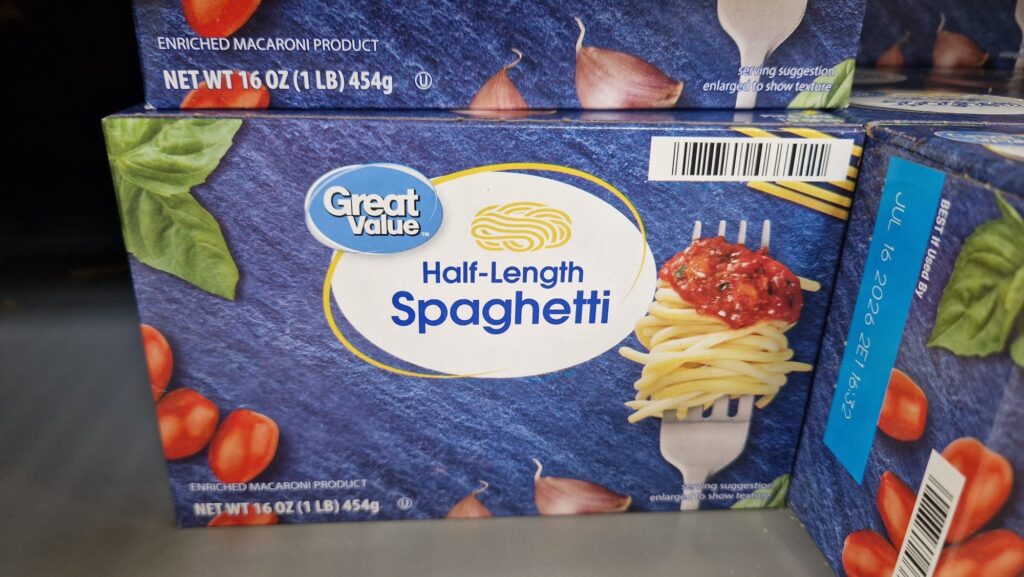 ENRICHED MACARONI PRODUCT
NET WT 16 OZ (1 LB) 454g U
serving suggestion
enlarged to show texture
Great
Value™
Half-Length
Spaghetti
ENRICHED MACARONI PRODUCT
NET WT 16 OZ (1 LB) 454g U
serving suggestion
enlarged to show texture
BEST If Used By
JUL 16 2026 2E1 16:32